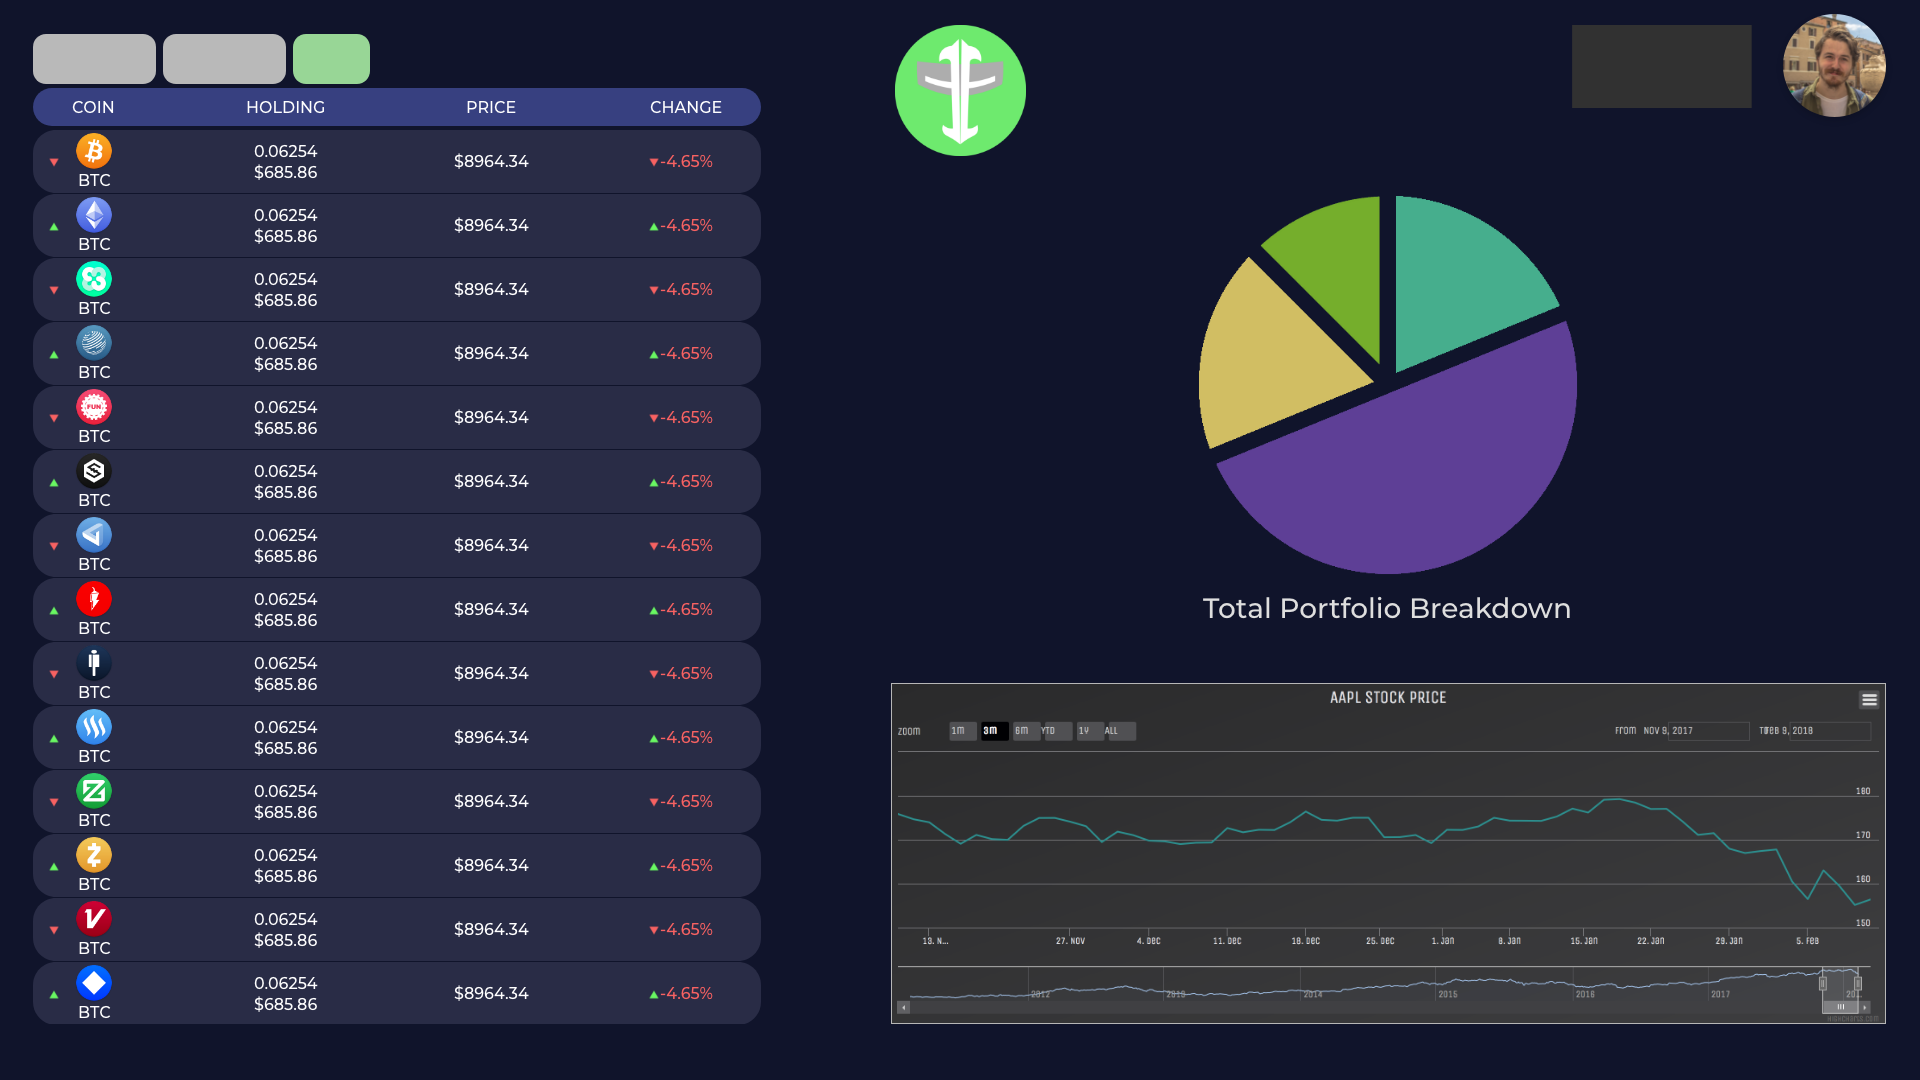 COIN HOLDING PRICE CHANGE
0.06254
$685.86
$8964.34
-4.65%
BTC
0.06254
$685.86
$8964.34
-4.65%
BTC
0.06254
$685.86
$8964.34
-4.65%
BTC
0.06254
$685.86
$8964.34
-4.65%
BTC
FUN
0.06254
$685.86
$8964.34
-4.65%
BTC
0.06254
$685.86
$8964.34
-4.65%
BTC
0.06254
$685.86
$8964.34
-4.65%
BTC
0.06254
$685.86
$8964.34
-4.65%
BTC
0.06254
$685.86
$8964.34
-4.65%
BTC
0.06254
$685.86
$8964.34
-4.65%
BTC
0.06254
$685.86
$8964.34
-4.65%
BTC
0.06254
$685.86
$8964.34
-4.65%
BTC
0.06254
$685.86
$8964.34
-4.65%
BTC
0.06254
$685.86
$8964.34
-4.65%
BTC
Total Portfolio Breakdown
AAPL STOCK PRICE
Zoom 1m 3m 6m YTD 1y All From Nov 9, 2017 To Feb 9, 2018
180
170
160
150
13. N... 27. Nov 4. Dec 11. Dec 18. Dec 25. Dec 1. Jan 8. Jan 15. Jan 22. Jan 29. Jan 5. Feb
2012 2013 2014 2015 2016 2017 201...
Highcharts.com